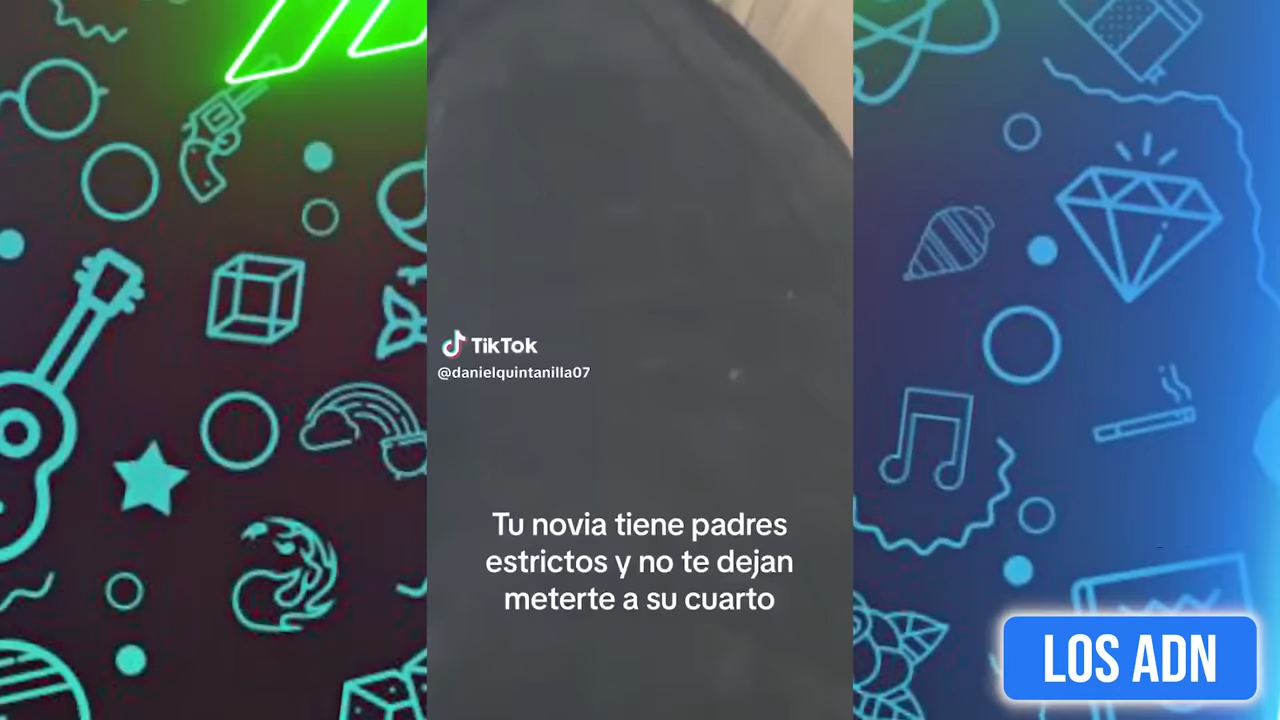 TikTok
@danielquintanilla07
Tu novia tiene padres
estrictos y no te dejan
meterte a su cuarto
LOS ADN